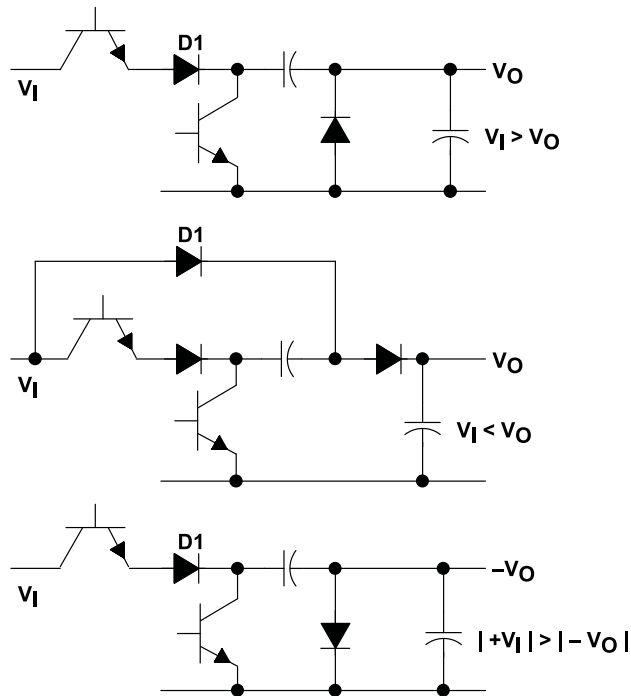 D1
VI
VO
VI > VO
D1
VI
VO
VI < VO
D1
VI
–VO
| +VI | > | – VO |